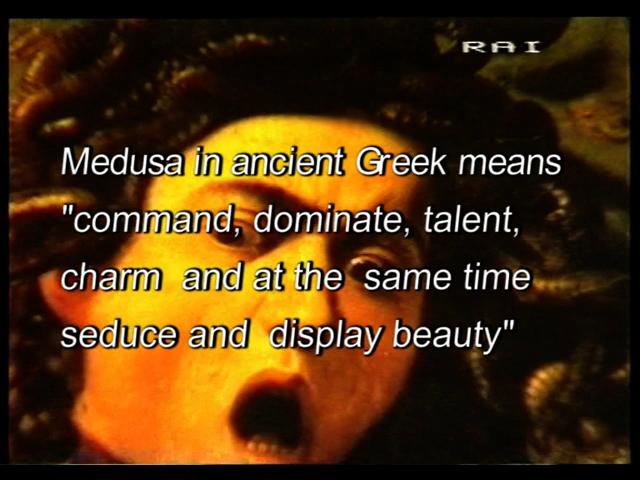 RAI
Medusa in ancient Greek means
"command, dominate, talent,
charm and at the same time
seduce and display beauty"